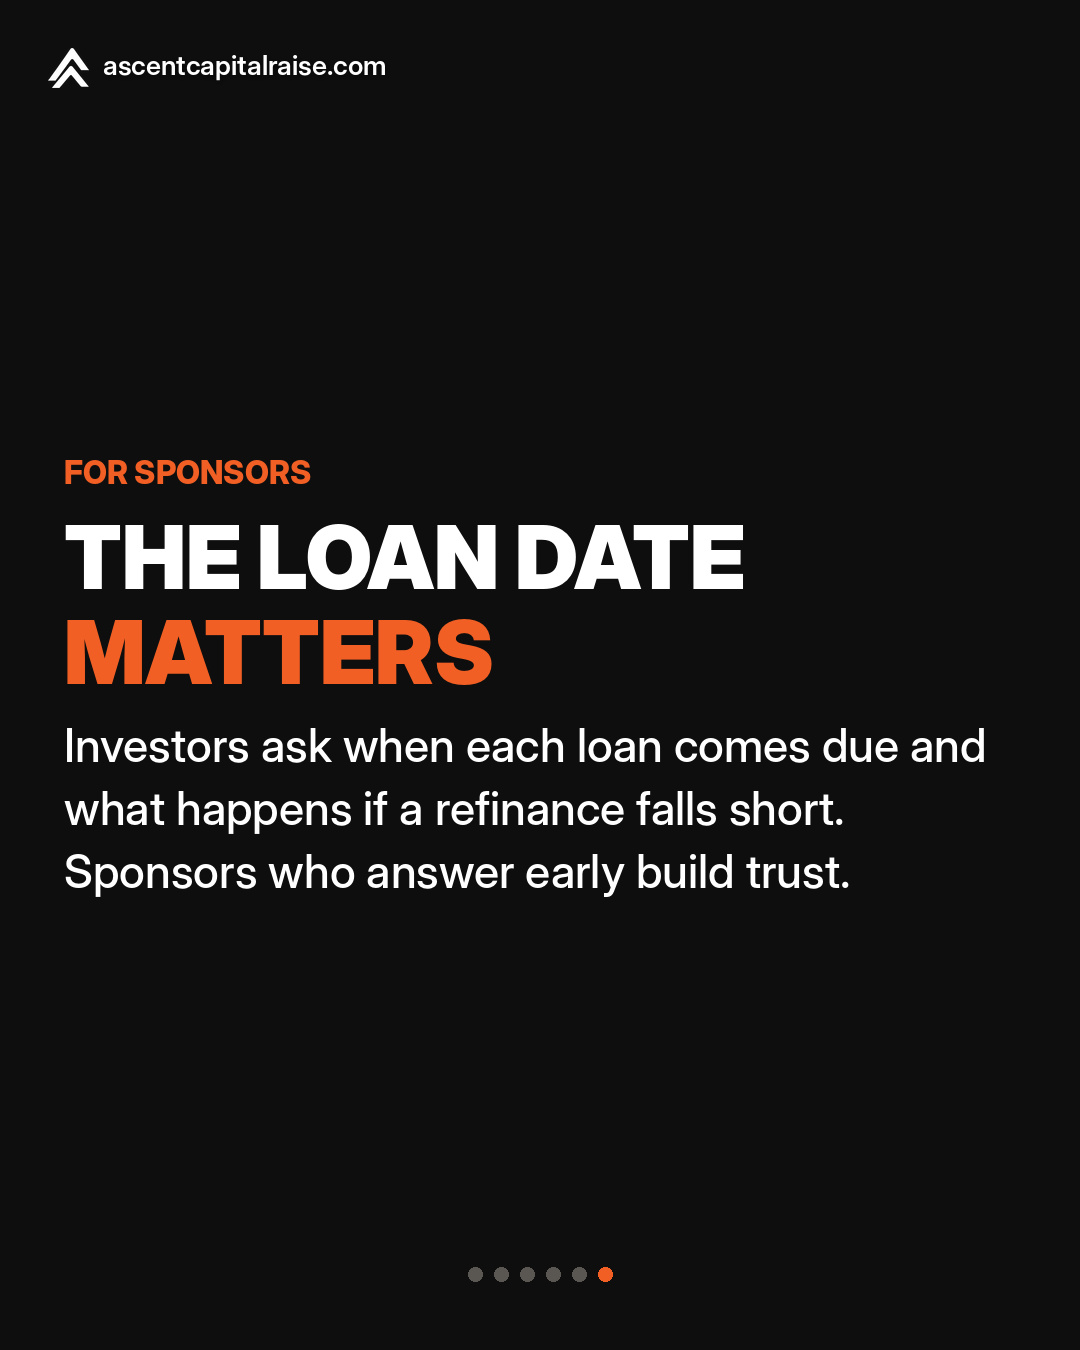 ascentcapitalraise.com
FOR SPONSORS
THE LOAN DATE
MATTERS
Investors ask when each loan comes due and
what happens if a refinance falls short.
Sponsors who answer early build trust.